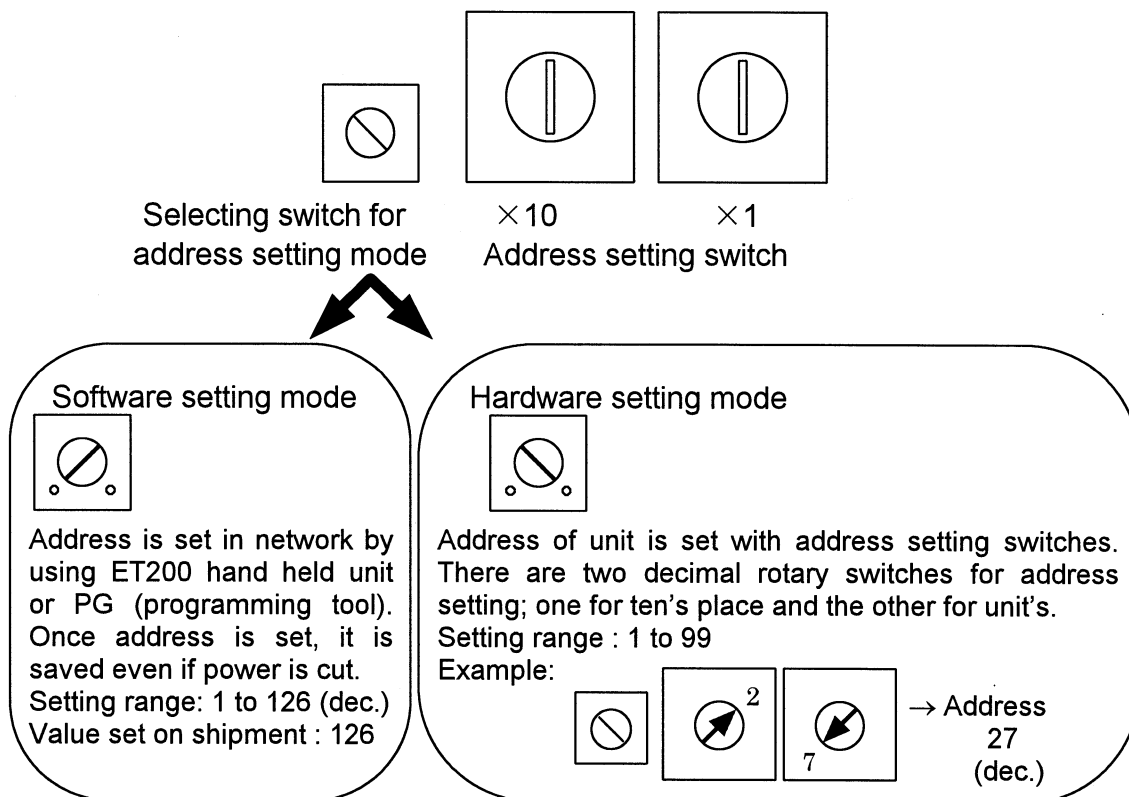 Selecting switch for
address setting mode
×10
×1
Address setting switch
Software setting mode
Address is set in network by
using ET200 hand held unit
or PG (programming tool).
Once address is set, it is
saved even if power is cut.
Setting range: 1 to 126 (dec.)
Value set on shipment : 126
Hardware setting mode
Address of unit is set with address setting switches.
There are two decimal rotary switches for address
setting; one for ten's place and the other for unit's.
Setting range : 1 to 99
Example:
2
7
→ Address
27
(dec.)